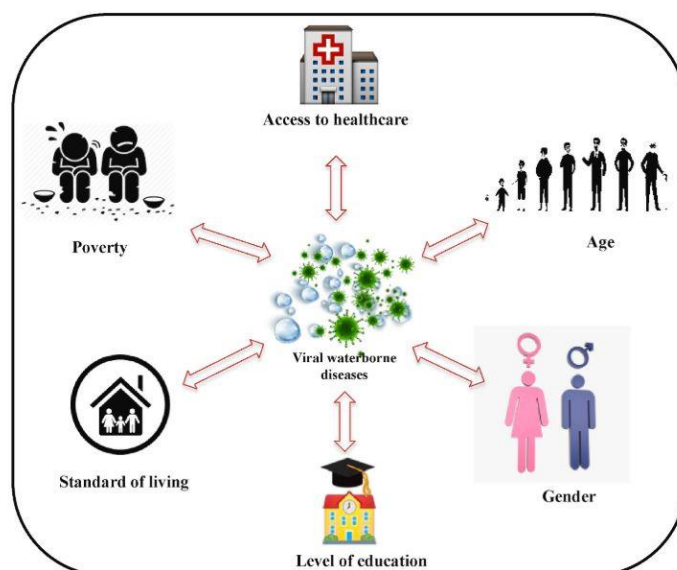 Access to healthcare
Poverty
Age
Viral waterborne
diseases
Standard of living
Gender
Level of education